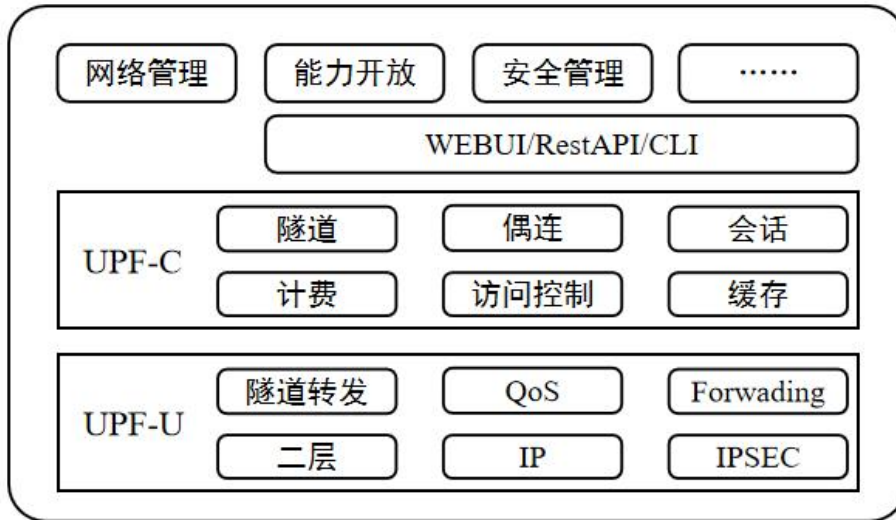 网络管理 能力开放 安全管理 ……
WEBUI/RestAPI/CLI
UPF-C
隧道 偶连 会话
计费 访问控制 缓存
UPF-U
隧道转发 QoS Forwading
二层 IP IPSEC